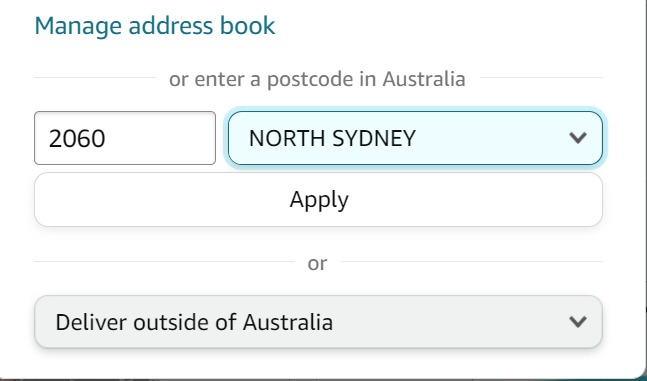 Manage address book
or enter a postcode in Australia
2060
NORTH SYDNEY
Apply
or
Deliver outside of Australia